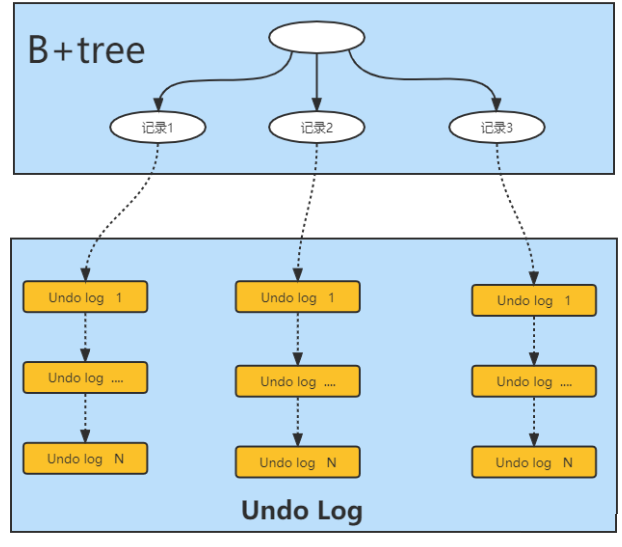 B+tree
记录1
记录2
记录3
Undo log 1
Undo log 1
Undo log 1
Undo log ....
Undo log ....
Undo log ....
Undo log N
Undo log N
Undo log N
Undo Log